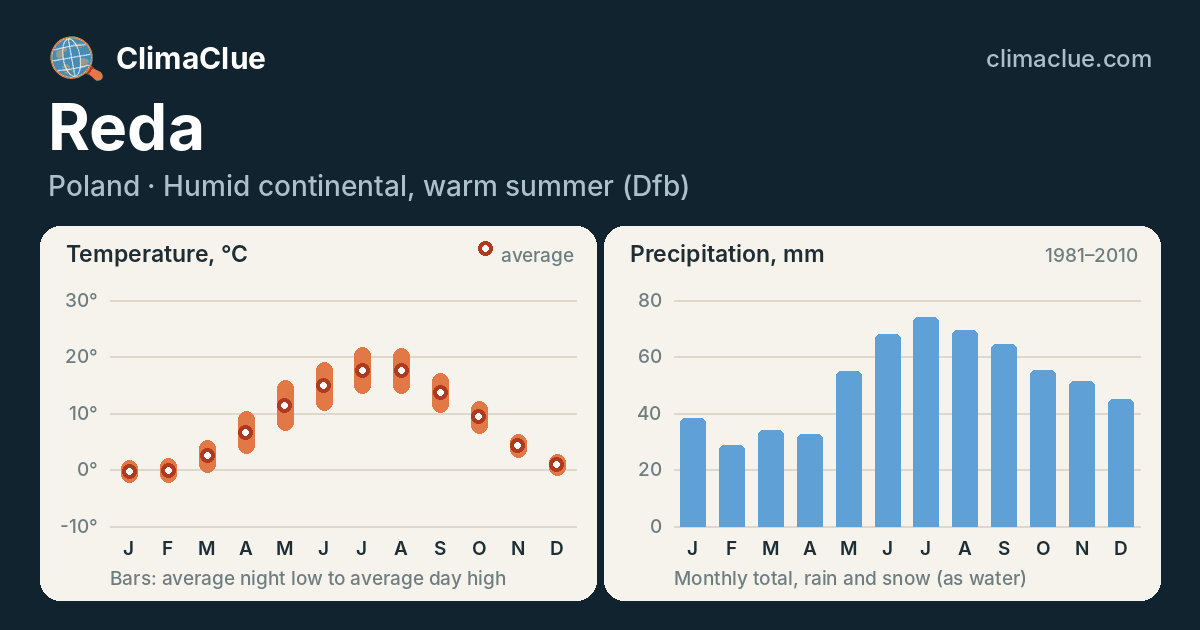 ClimaClue
climaclue.com
Reda
Poland · Humid continental, warm summer (Dfb)
Temperature, °C
average
30°
20°
10°
0°
-10°
J F M A M J J A S O N D
Bars: average night low to average day high
Precipitation, mm
1981–2010
80
60
40
20
0
J F M A M J J A S O N D
Monthly total, rain and snow (as water)